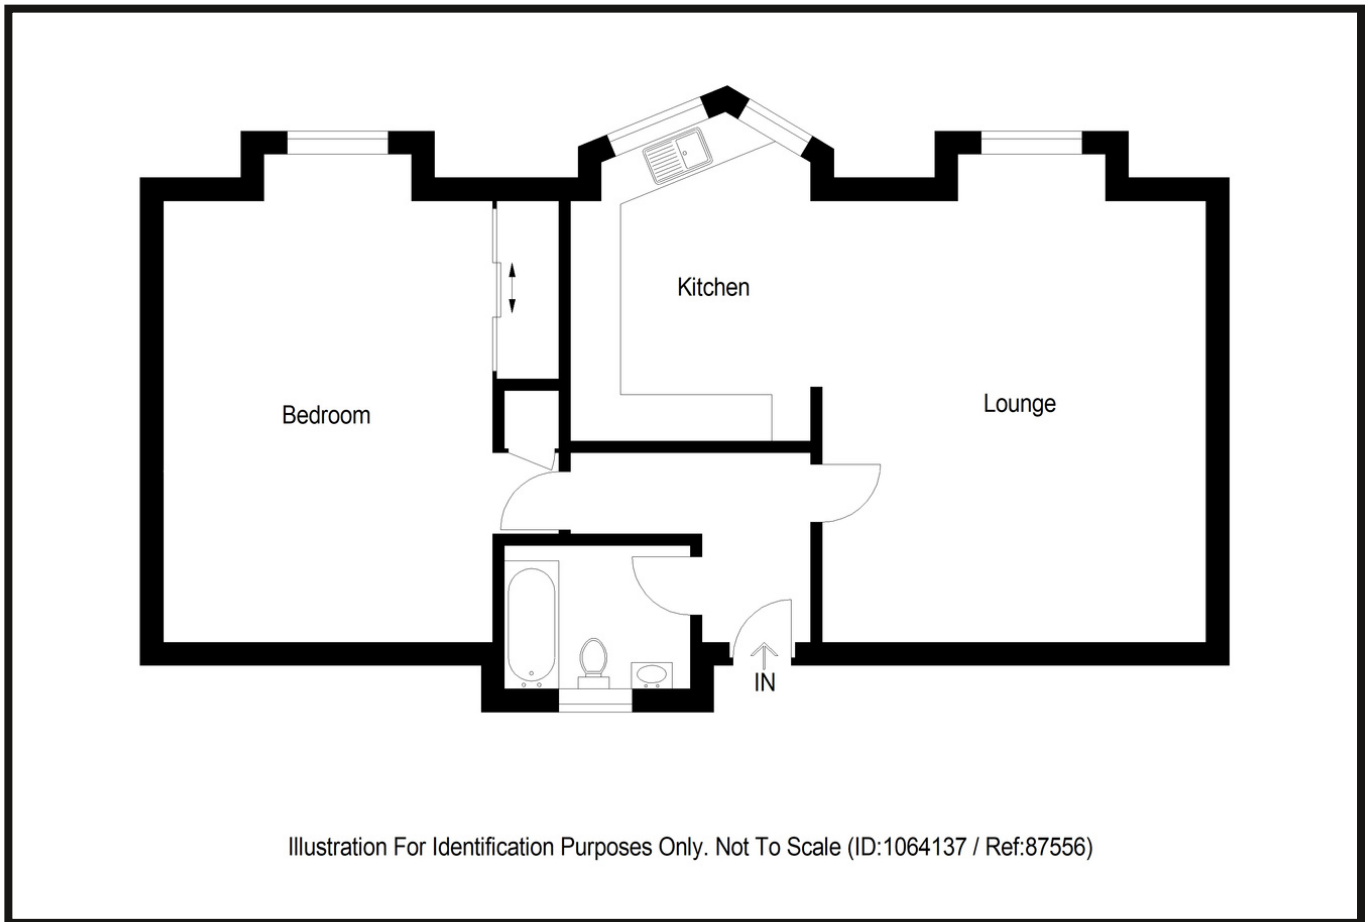 Kitchen
Bedroom
Lounge
IN
Illustration For Identification Purposes Only. Not To Scale (ID:1064137 / Ref:87556)